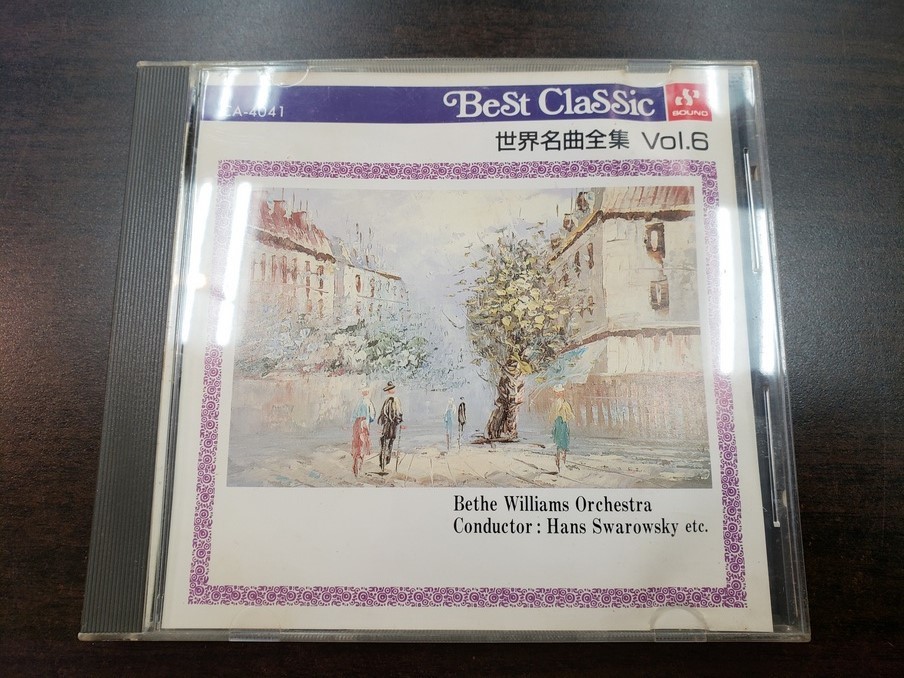 CA-4041
BeSt ClaSSic
SOUND
世界名曲全集 Vol.6
Bethe Williams Orchestra
Conductor : Hans Swarowsky etc.